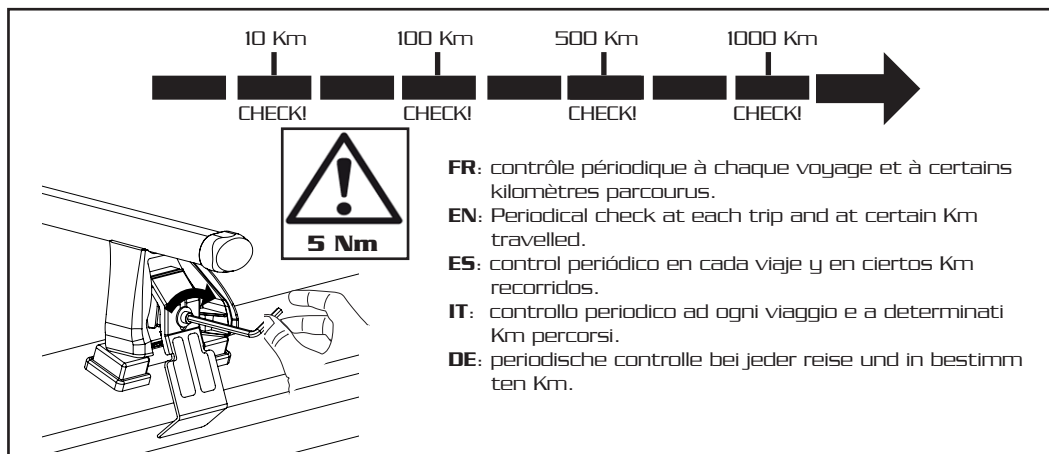 10 Km 100 Km 500 Km 1000 Km
CHECK! CHECK! CHECK! CHECK!
5 Nm
FR: contrôle périodique à chaque voyage et à certains
kilomètres parcourus.
EN: Periodical check at each trip and at certain Km
travelled.
ES: control periódico en cada viaje y en ciertos Km
recorridos.
IT: controllo periodico ad ogni viaggio e a determinati
Km percorsi.
DE: periodische controlle bei jeder reise und in bestimm
ten Km.